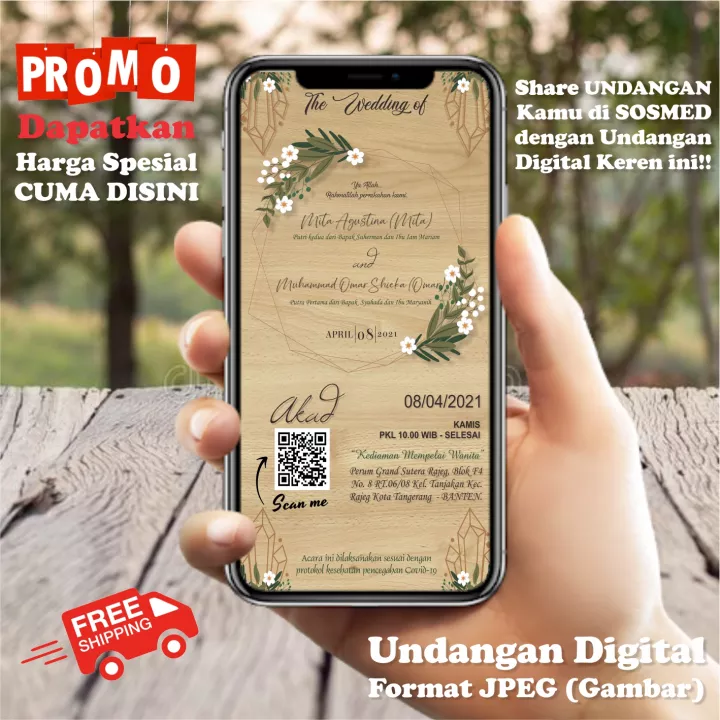 PROMO
Dapatkan
Harga Spesial
CUMA DISINI
Share UNDANGAN
Kamu di SOSMED
dengan Undangan
Digital Keren ini!!
The Wedding of
Ya Allah..
Rahmatilah pernikahan kami.
Mita Agustina (Mita)
Putri kedua dari Bapak Suherman dan Ibu Iam Mariam
and
Muhammad Omar Shieka (Omar
Putra Pertama dari Bapak. Syuhada dan Ibu Maryanih
APRIL |08| 2021
Akad
Scan me
08/04/2021
KAMIS
PKL 10.00 WIB - SELESAI
"Kediaman Mempelai Wanita"
Perum Grand Sutera Rajeg, Blok F4
No. 8 RT.06/08 Kel. Tanjakan Kec.
Rajeg Kota Tangerang - BANTEN.
Acara ini dilaksanakan sesuai dengan
protokol kesehatan pencegahan Covid-19
FREE
SHIPPING
Undangan Digital
Format JPEG (Gambar)